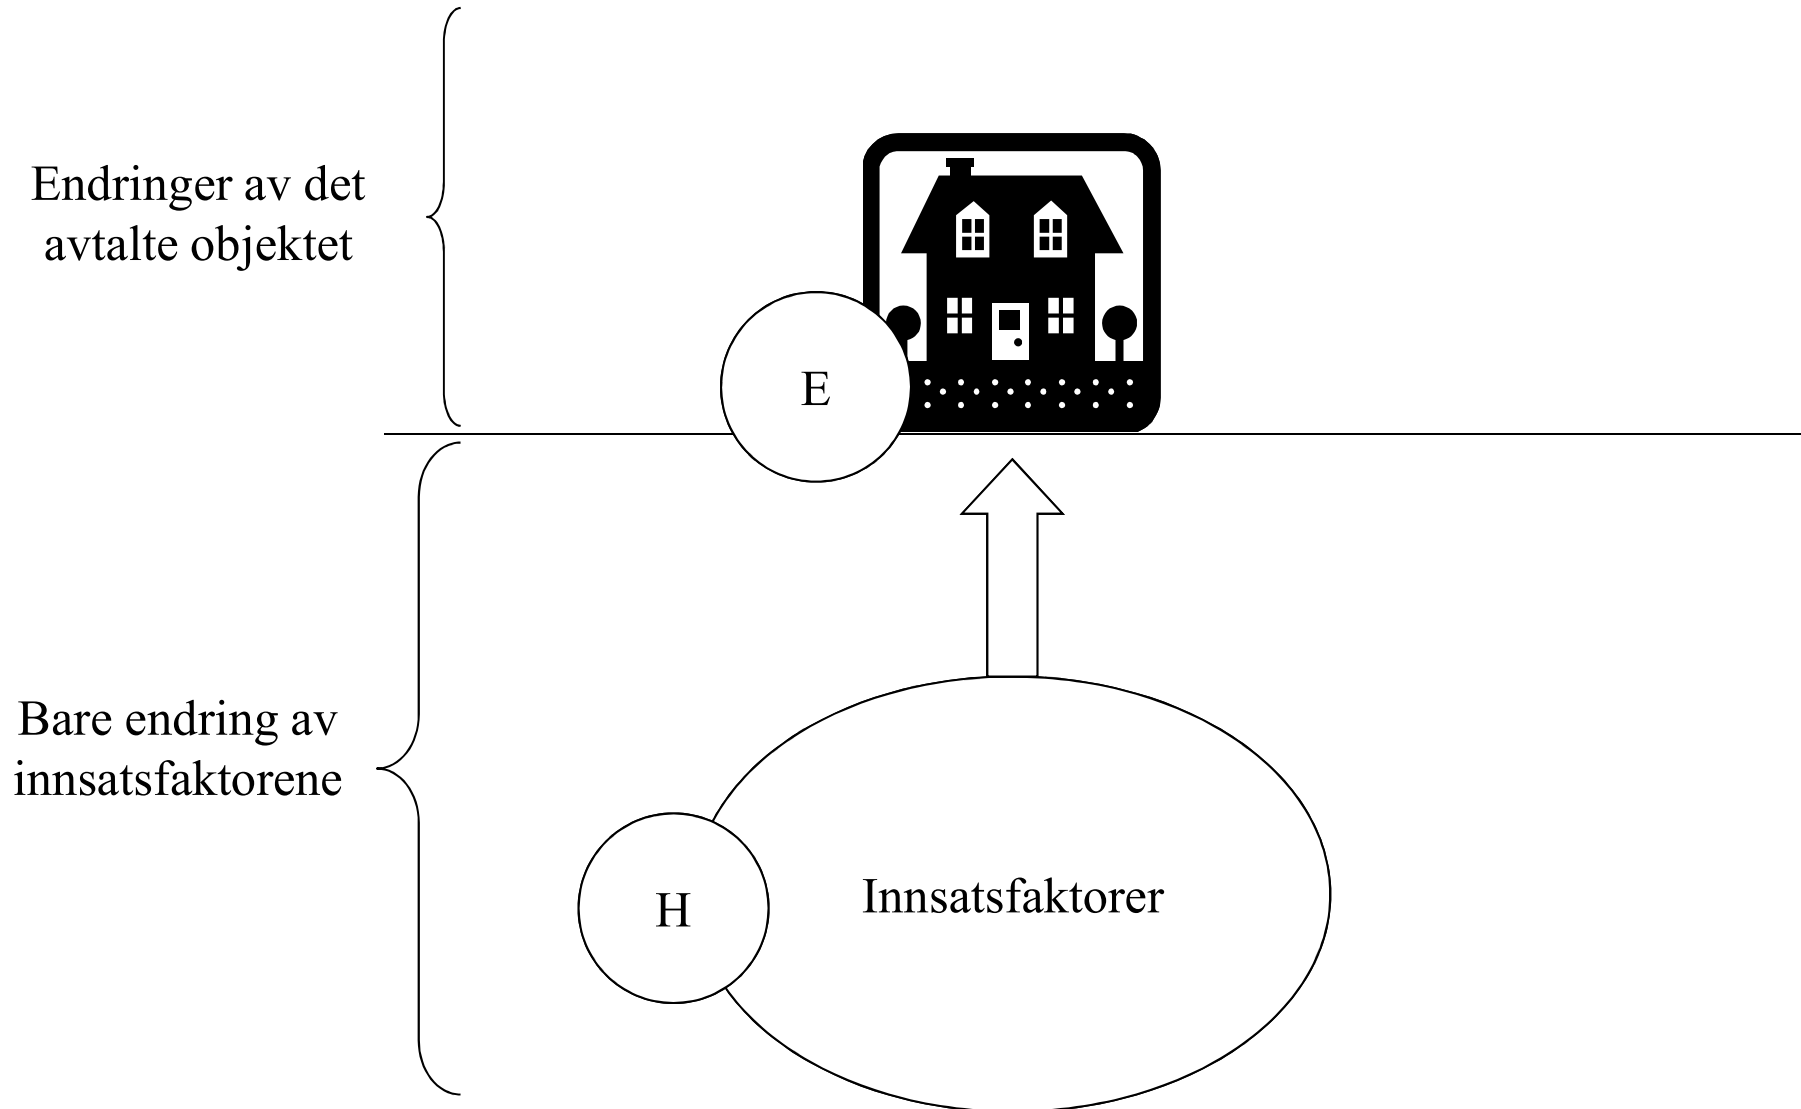 Endringer av det
avtalte objektet
E
Bare endring av
innsatsfaktorene
H
Innsatsfaktorer